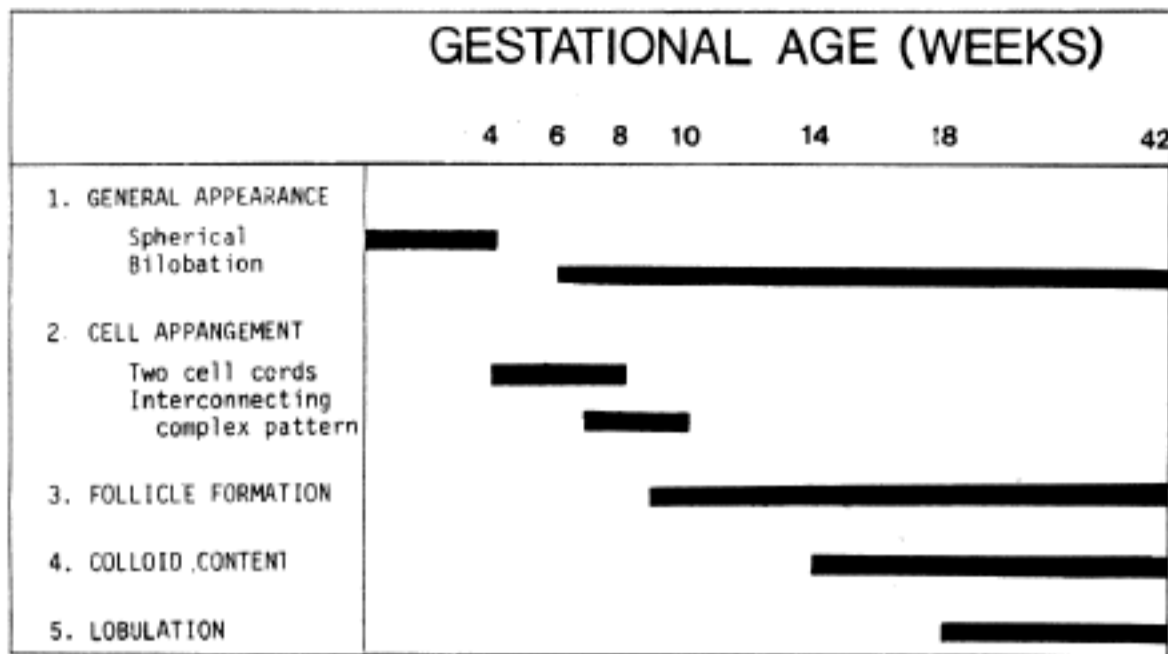 GESTATIONAL AGE (WEEKS)
4 6 8 10 14 18 42
1. GENERAL APPEARANCE
Spherical
Bilobation
2. CELL APPANGEMENT
Two cell cords
Interconnecting
complex pattern
3. FOLLICLE FORMATION
4. COLLOID CONTENT
5. LOBULATION